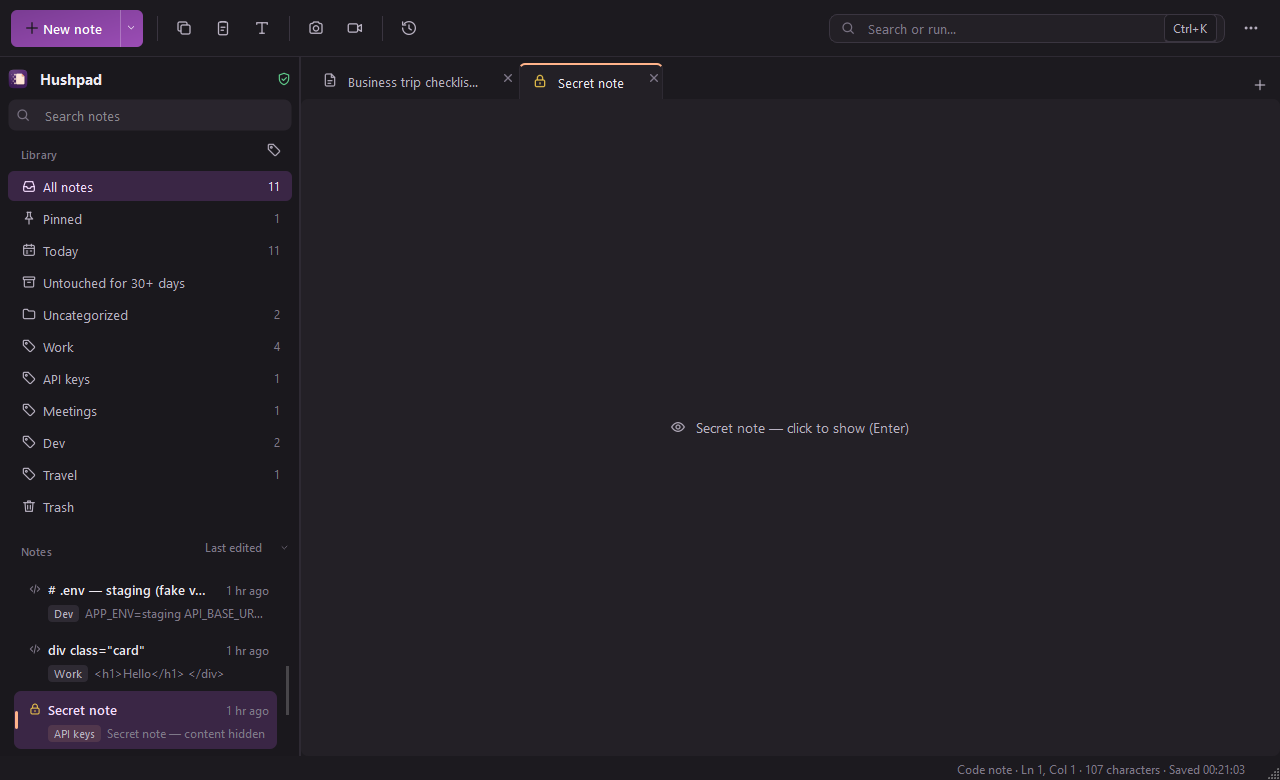 New note
Search or run...
Ctrl+K
Hushpad
Search notes
Library
All notes 11
Pinned 1
Today 11
Untouched for 30+ days
Uncategorized 2
Work 4
API keys 1
Meetings 1
Dev 2
Travel 1
Trash
Notes
Last edited
# .env — staging (fake v... 1 hr ago
Dev APP_ENV=staging API_BASE_UR...
div class="card" 1 hr ago
Work <h1>Hello</h1> </div>
Secret note 1 hr ago
API keys Secret note — content hidden
Business trip checklis...
Secret note
Secret note — click to show (Enter)
Code note · Ln 1, Col 1 · 107 characters · Saved 00:21:03